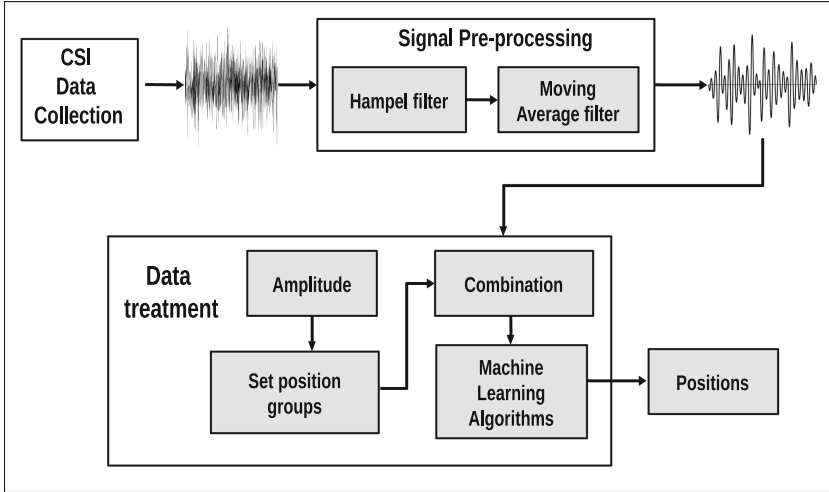 CSI
Data
Collection
Signal Pre-processing
Hampel filter
Moving
Average filter
Data
treatment
Amplitude
Set position
groups
Combination
Machine
Learning
Algorithms
Positions